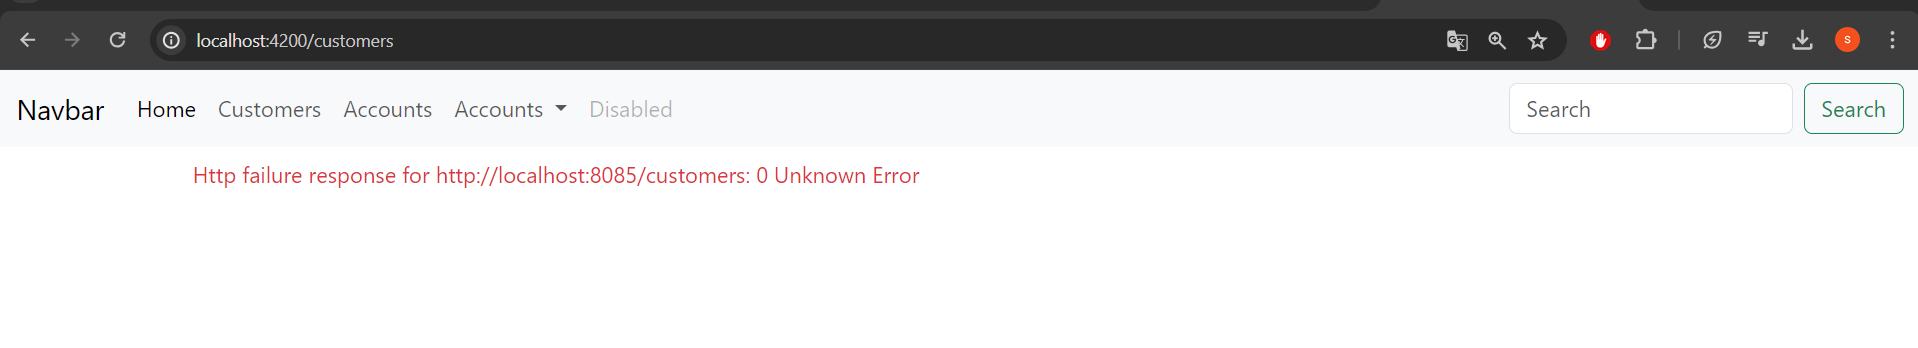 localhost:4200/customers
S
Navbar Home Customers Accounts Accounts Disabled Search Search
Http failure response for http://localhost:8085/customers: 0 Unknown Error